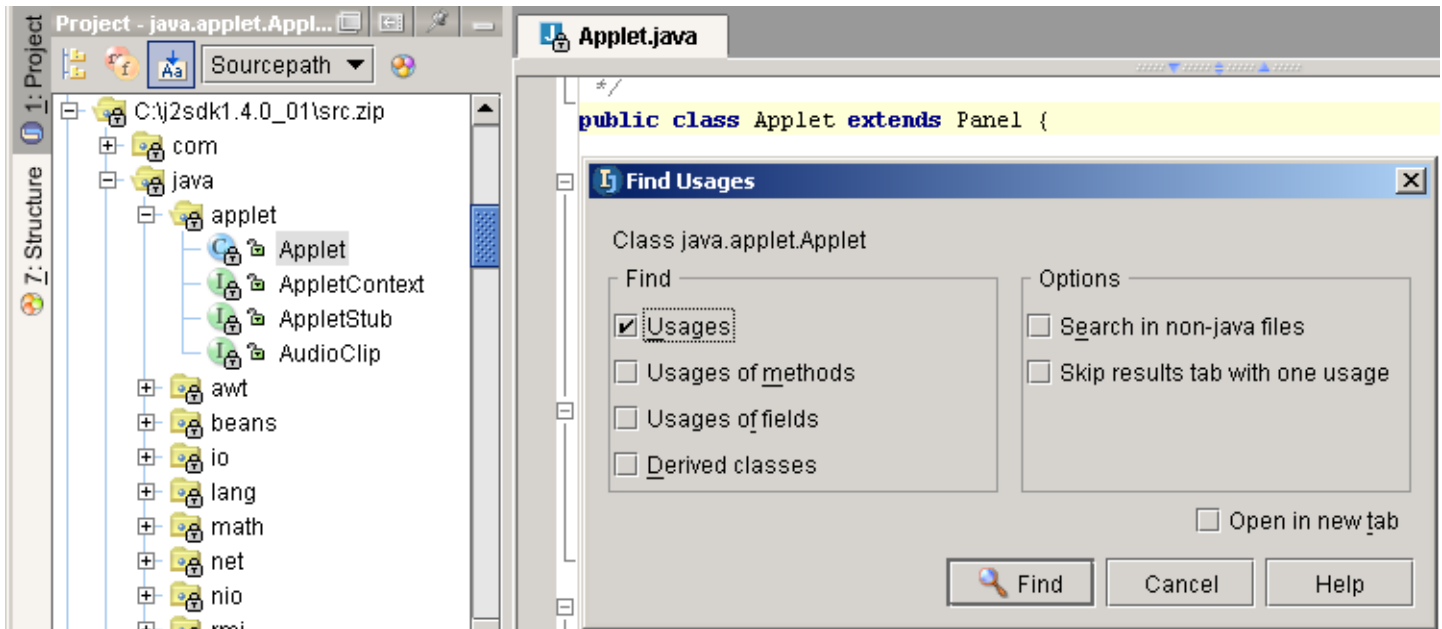 1: Project
7: Structure
Project - java.applet.Appl...
Sourcepath
C:\j2sdk1.4.0_01\src.zip
com
java
applet
Applet
AppletContext
AppletStub
AudioClip
awt
beans
io
lang
math
net
nio
rmi
Applet.java
*/
public class Applet extends Panel {
Find Usages
Class java.applet.Applet
Find
Usages
Usages of methods
Usages of fields
Derived classes
Options
Search in non-java files
Skip results tab with one usage
Open in new tab
Find
Cancel
Help